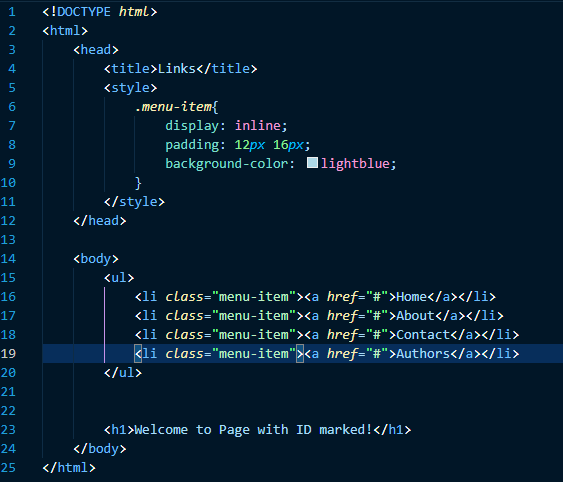 1 <!DOCTYPE html>
2 <html>
3     <head>
4         <title>Links</title>
5         <style>
6             .menu-item{
7                 display: inline;
8                 padding: 12px 16px;
9                 background-color: lightblue;
10             }
11         </style>
12     </head>
13
14     <body>
15         <ul>
16             <li class="menu-item"><a href="#">Home</a></li>
17             <li class="menu-item"><a href="#">About</a></li>
18             <li class="menu-item"><a href="#">Contact</a></li>
19             <li class="menu-item"><a href="#">Authors</a></li>
20         </ul>
21
22
23         <h1>Welcome to Page with ID marked!</h1>
24     </body>
25 </html>